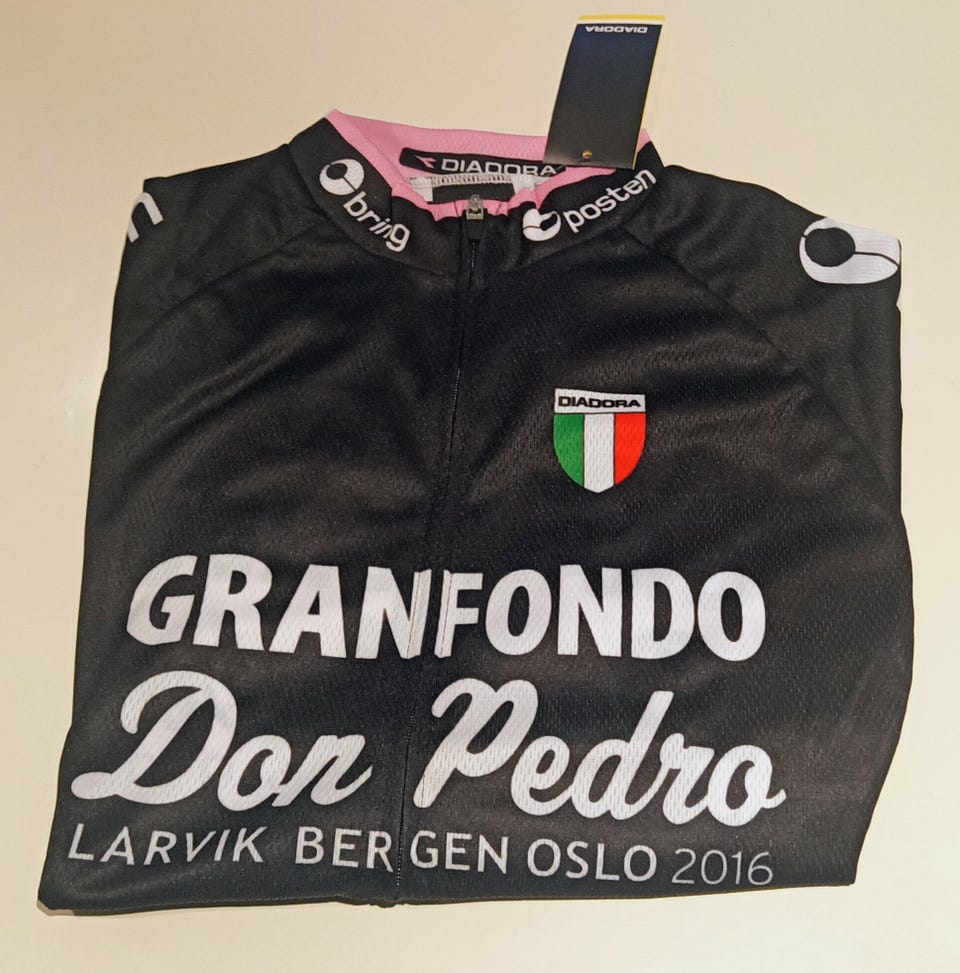 DIADORA
DIADORA
bring
posten
DIADORA
GRANFONDO
Don Pedro
LARVIK BERGEN OSLO 2016